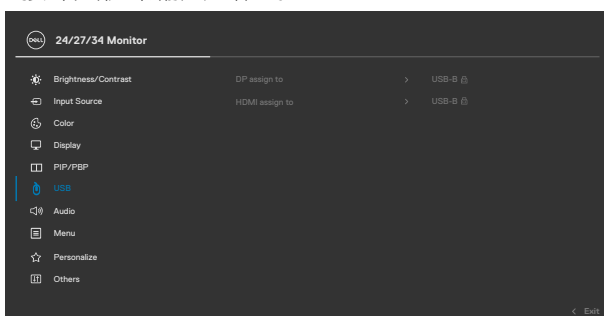 DELL 24/27/34 Monitor
Brightness/Contrast DP assign to > USB-B
Input Source HDMI assign to > USB-B
Color
Display
PIP/PBP
USB
Audio
Menu
Personalize
Others
< Exit